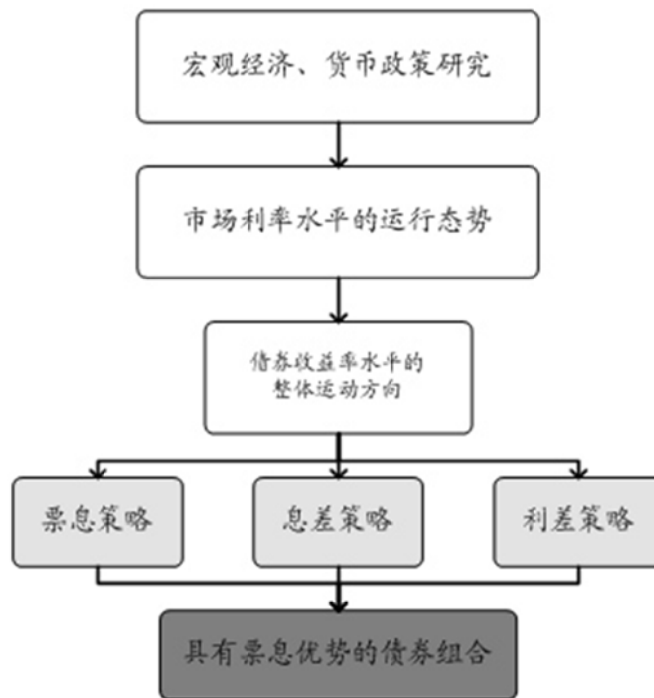 宏观经济、货币政策研究
市场利率水平的运行态势
债券收益率水平的
整体运动方向
票息策略
息差策略
利差策略
具有票息优势的债券组合